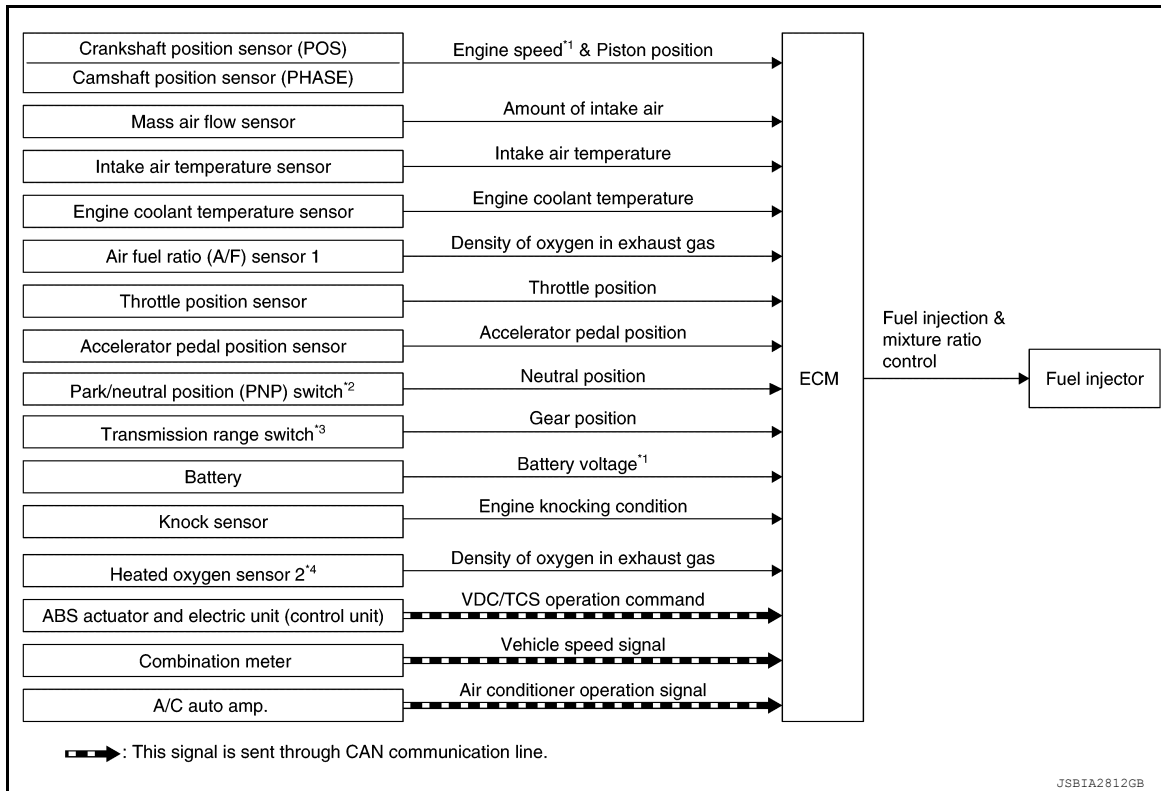 Crankshaft position sensor (POS)
Camshaft position sensor (PHASE)
Engine speed*1 & Piston position
Mass air flow sensor
Amount of intake air
Intake air temperature sensor
Intake air temperature
Engine coolant temperature sensor
Engine coolant temperature
Air fuel ratio (A/F) sensor 1
Density of oxygen in exhaust gas
Throttle position sensor
Throttle position
Accelerator pedal position sensor
Accelerator pedal position
Park/neutral position (PNP) switch*2
Neutral position
Transmission range switch*3
Gear position
Battery
Battery voltage*1
Knock sensor
Engine knocking condition
Heated oxygen sensor 2*4
Density of oxygen in exhaust gas
ABS actuator and electric unit (control unit)
VDC/TCS operation command
Combination meter
Vehicle speed signal
A/C auto amp.
Air conditioner operation signal
ECM
Fuel injection &
mixture ratio
control
Fuel injector
: This signal is sent through CAN communication line.
JSBIA2812GB